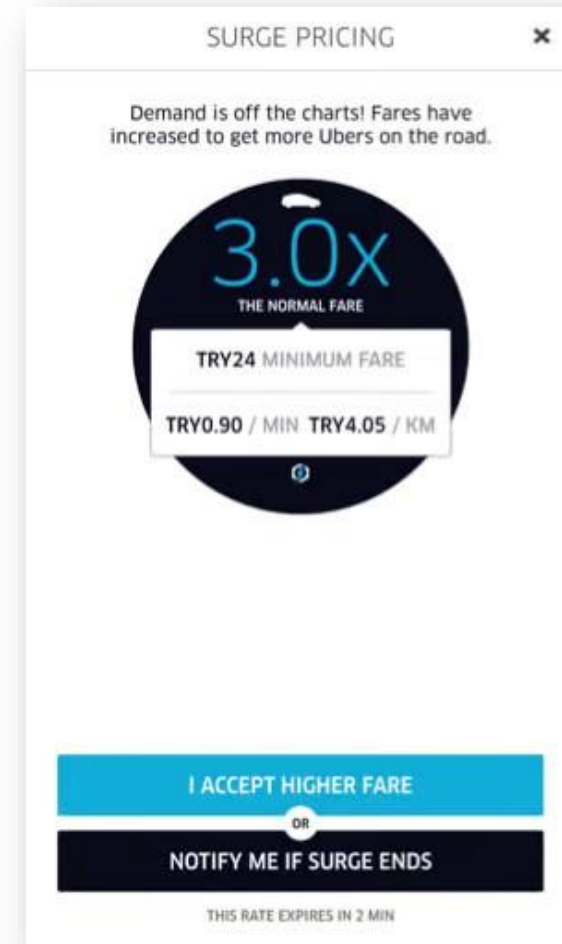 SURGE PRICING
Demand is off the charts! Fares have
increased to get more Ubers on the road.
3.0x
THE NORMAL FARE
TRY24 MINIMUM FARE
TRY0.90 / MIN TRY4.05 / KM
I ACCEPT HIGHER FARE
OR
NOTIFY ME IF SURGE ENDS
THIS RATE EXPIRES IN 2 MIN